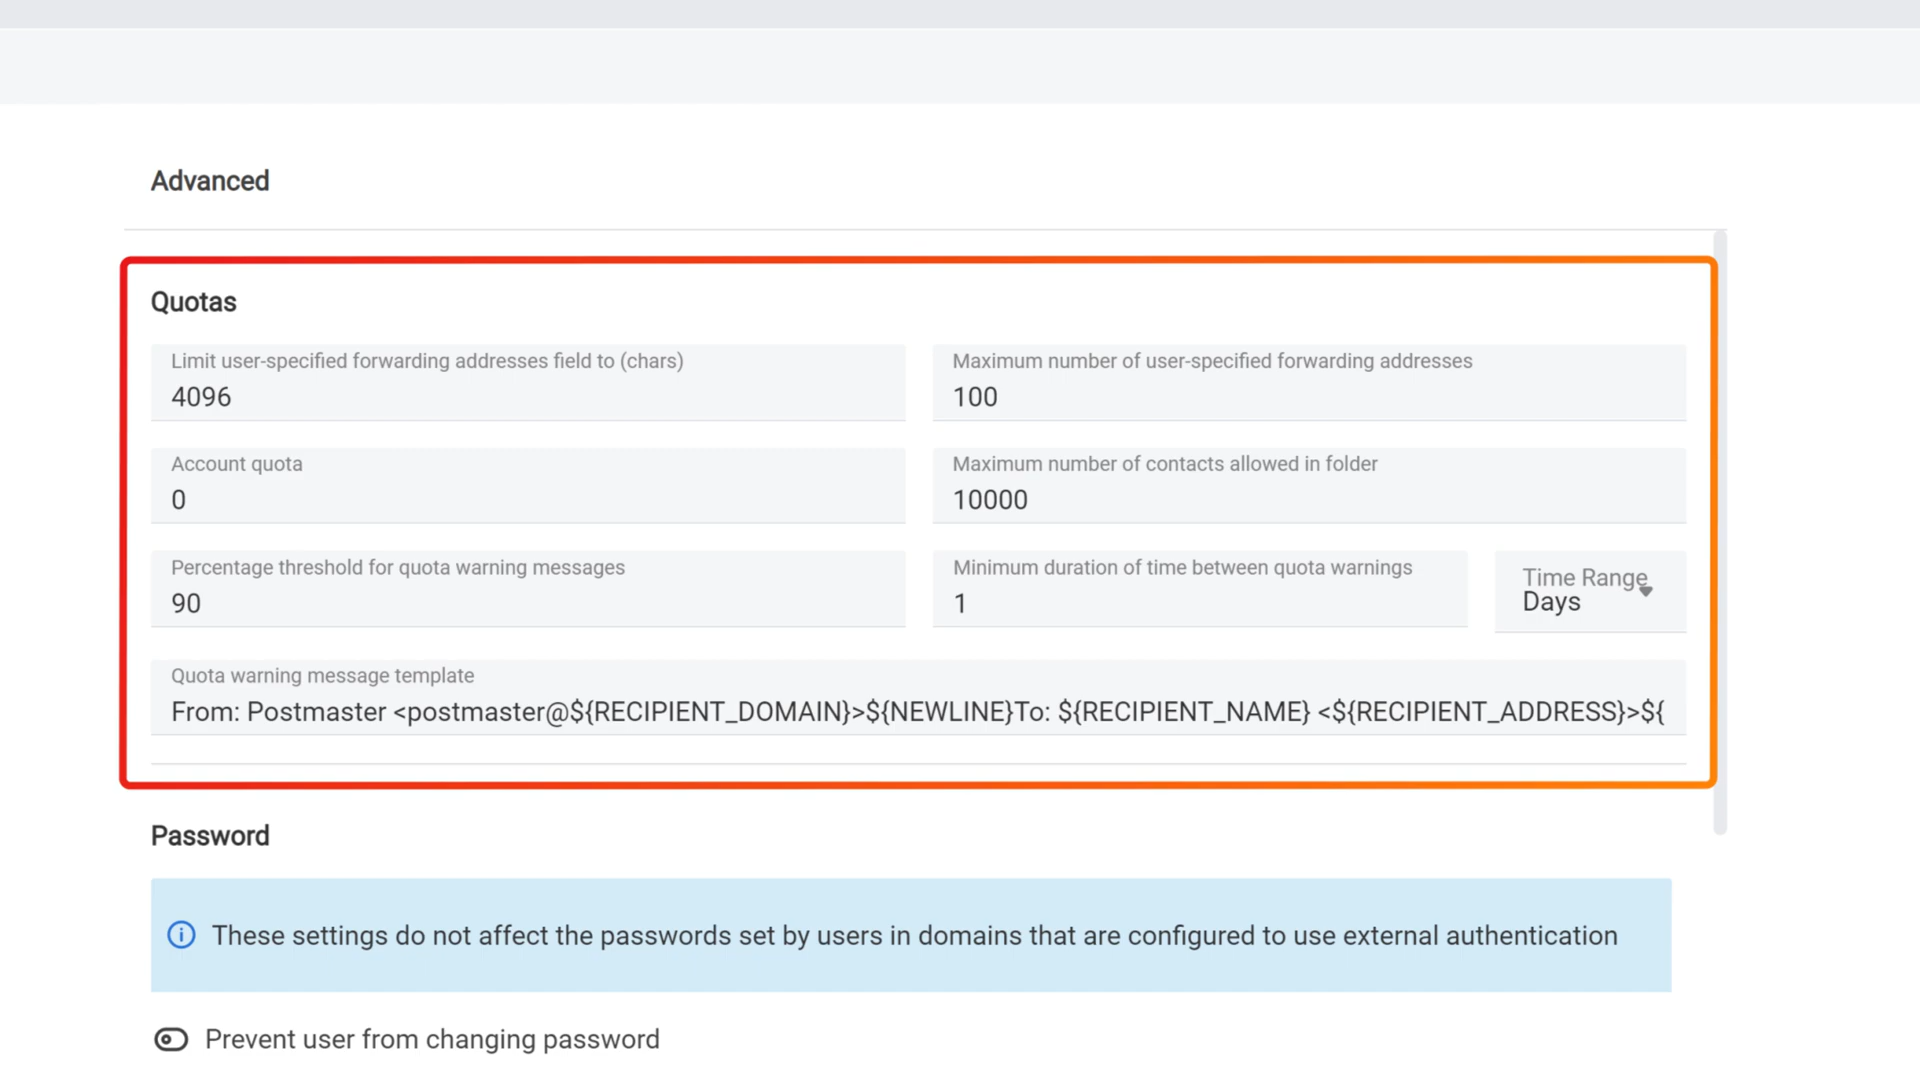 Advanced
Quotas
Limit user-specified forwarding addresses field to (chars)
4096
Maximum number of user-specified forwarding addresses
100
Account quota
0
Maximum number of contacts allowed in folder
10000
Percentage threshold for quota warning messages
90
Minimum duration of time between quota warnings
1
Time Range
Days
Quota warning message template
From: Postmaster <postmaster@${RECIPIENT_DOMAIN}>${NEWLINE}To: ${RECIPIENT_NAME} <${RECIPIENT_ADDRESS}>${
Password
These settings do not affect the passwords set by users in domains that are configured to use external authentication
Prevent user from changing password